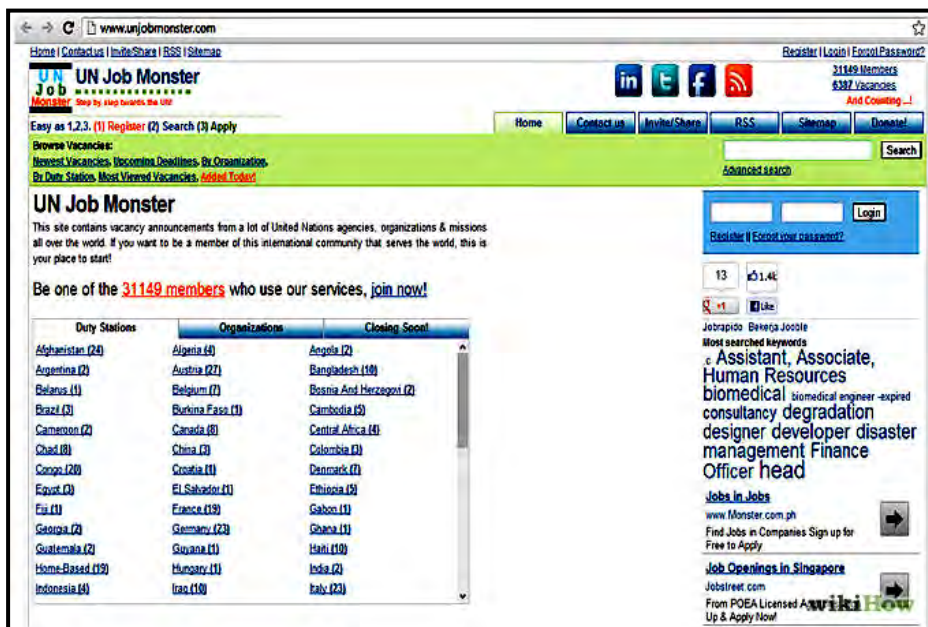 www.unjobmonster.com
Home | Contact us | Invite/Share | RSS | Sitemap
Register | Login | Forgot Password?
UN
Job
Monster
UN Job Monster
Step by step towards the UN!
31149 Members
6387 Vacancies
And Counting...!
Easy as 1,2,3. (1) Register (2) Search (3) Apply
Home
Contact us
Invite/Share
RSS
Sitemap
Donate!
Browse Vacancies:
Newest Vacancies, Upcoming Deadlines, By Organization,
By Duty Station, Most Viewed Vacancies, Added Today!
Search
Advanced search
UN Job Monster
This site contains vacancy announcements from a lot of United Nations agencies, organizations & missions
all over the world. If you want to be a member of this international community that serves the world, this is
your place to start!
Be one of the 31149 members who use our services, join now!
Login
Register || Forgot your password?
13
1.4k
+1
Like
Jobrapido Bekerja Jooble
Most searched keywords
.c Assistant, Associate,
Human Resources
biomedical biomedical engineer -expired
consultancy degradation
designer developer disaster
management Finance
Officer head
Duty Stations
Organizations
Closing Soon!
Afghanistan (24) Algeria (4) Angola (2)
Argentina (2) Austria (27) Bangladesh (10)
Belarus (1) Belgium (7) Bosnia And Herzegovi (2)
Brazil (3) Burkina Faso (1) Cambodia (5)
Cameroon (2) Canada (8) Central Africa (4)
Chad (8) China (3) Colombia (3)
Congo (20) Croatia (1) Denmark (7)
Egypt (3) EL Salvador (1) Ethiopia (5)
Fiji (1) France (19) Gabon (1)
Georgia (2) Germany (23) Ghana (1)
Guatemala (2) Guyana (1) Haiti (10)
Home-Based (19) Hungary (1) India (2)
Indonesia (4) Iraq (10) Italy (23)
Jobs in Jobs
www.Monster.com.ph
Find Jobs in Companies Sign up for
Free to Apply
Job Openings in Singapore
Jobstreet.com
From POEA Licensed
Up & Apply Now!
wikiHow